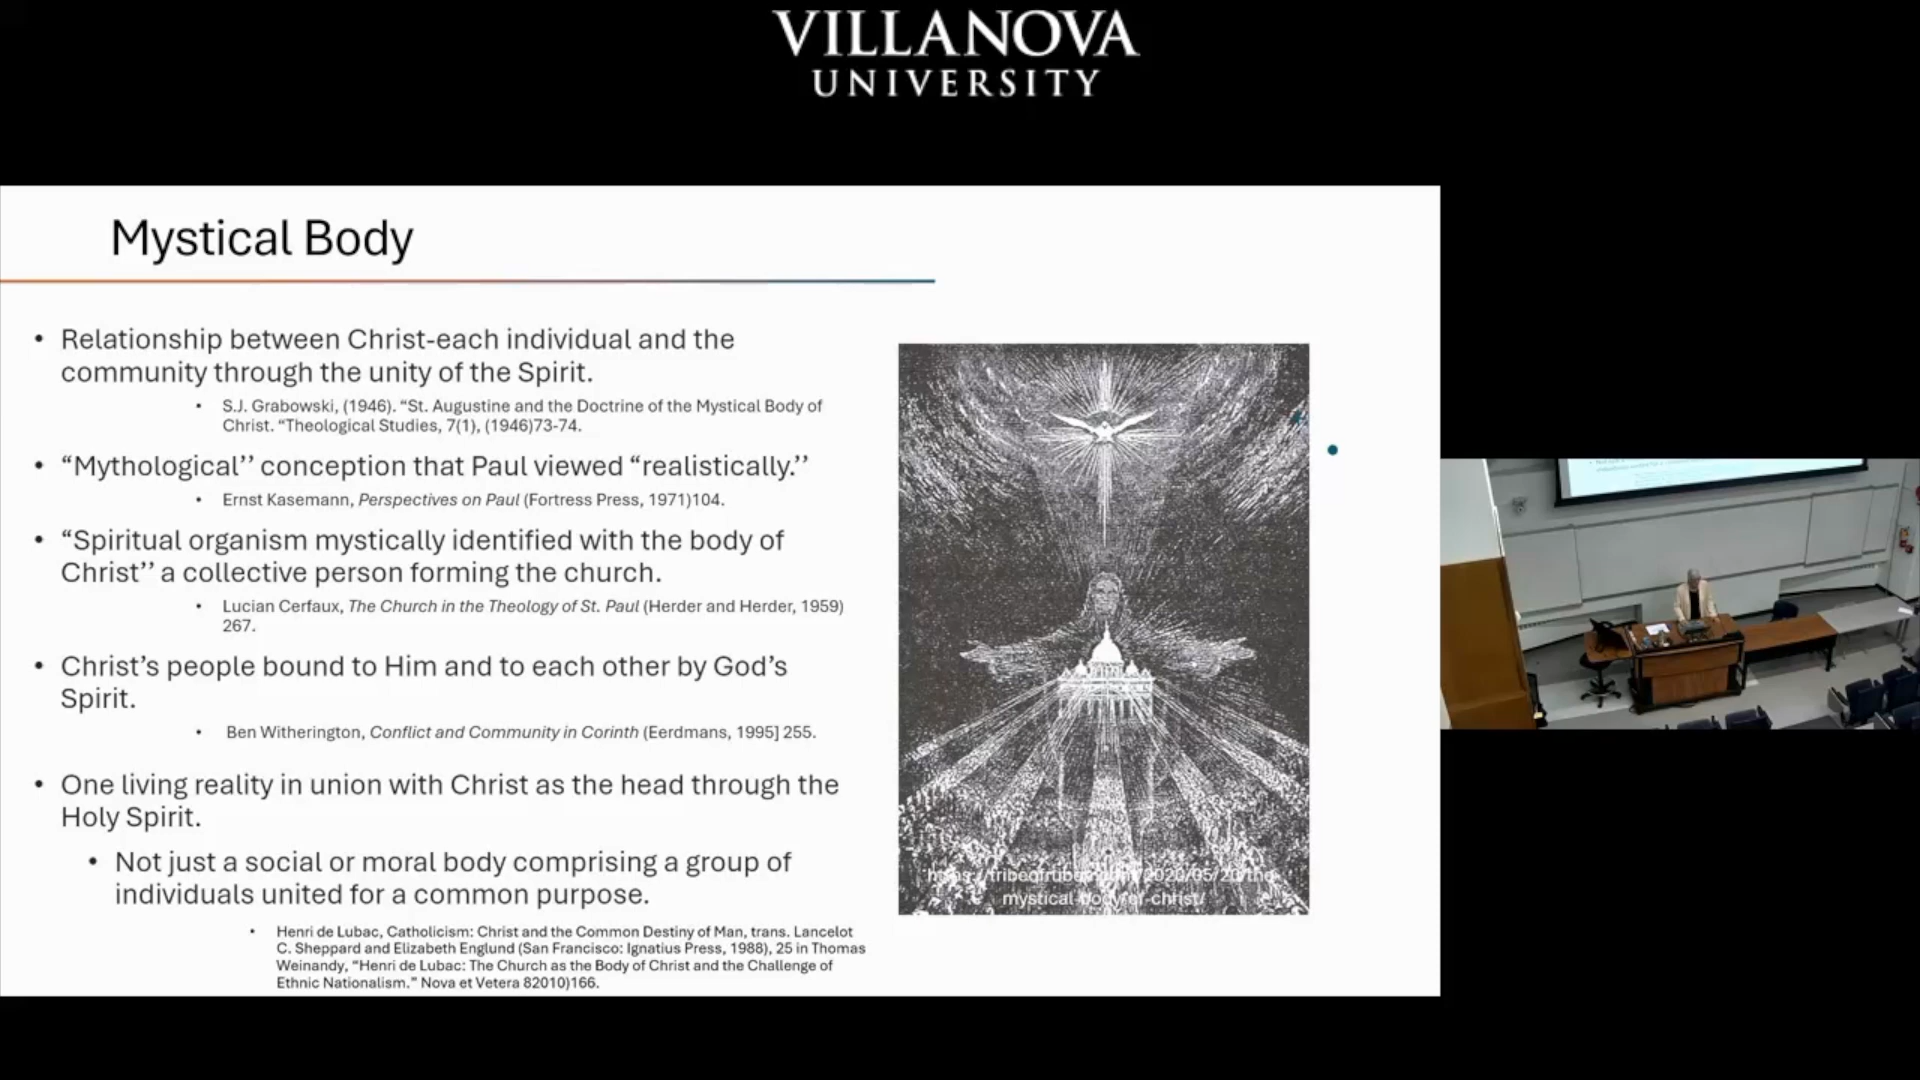 VILLANOVA
UNIVERSITY
Mystical Body
• Relationship between Christ-each individual and the
community through the unity of the Spirit.
• S.J. Grabowski, (1946). “St. Augustine and the Doctrine of the Mystical Body of
Christ. “Theological Studies, 7(1), (1946)73-74.
• “Mythological’’ conception that Paul viewed “realistically.’’
• Ernst Kasemann, Perspectives on Paul (Fortress Press, 1971)104.
• “Spiritual organism mystically identified with the body of
Christ’’ a collective person forming the church.
• Lucian Cerfaux, The Church in the Theology of St. Paul (Herder and Herder, 1959)
267.
• Christ’s people bound to Him and to each other by God’s
Spirit.
• Ben Witherington, Conflict and Community in Corinth (Eerdmans, 1995] 255.
• One living reality in union with Christ as the head through the
Holy Spirit.
• Not just a social or moral body comprising a group of
individuals united for a common purpose.
• Henri de Lubac, Catholicism: Christ and the Common Destiny of Man, trans. Lancelot
C. Sheppard and Elizabeth Englund (San Francisco: Ignatius Press, 1988), 25 in Thomas
Weinandy, “Henri de Lubac: The Church as the Body of Christ and the Challenge of
Ethnic Nationalism.” Nova et Vetera 82010)166.
mystical-body-of-christ/